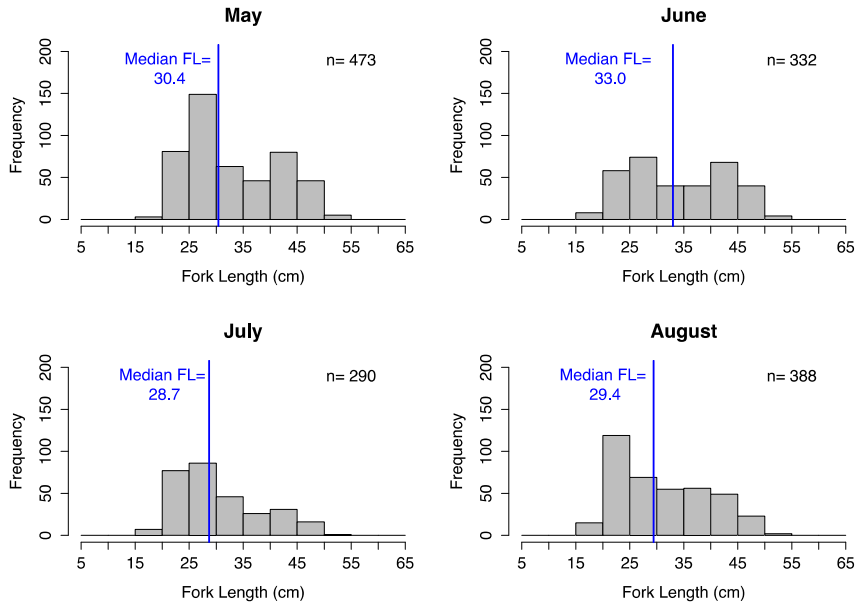 May
Median FL=
30.4
n= 473
Frequency
0 50 100 150 200
5 15 25 35 45 55 65
Fork Length (cm)
June
Median FL=
33.0
n= 332
Frequency
0 50 100 150 200
5 15 25 35 45 55 65
Fork Length (cm)
July
Median FL=
28.7
n= 290
Frequency
0 50 100 150 200
5 15 25 35 45 55 65
Fork Length (cm)
August
Median FL=
29.4
n= 388
Frequency
0 50 100 150 200
5 15 25 35 45 55 65
Fork Length (cm)